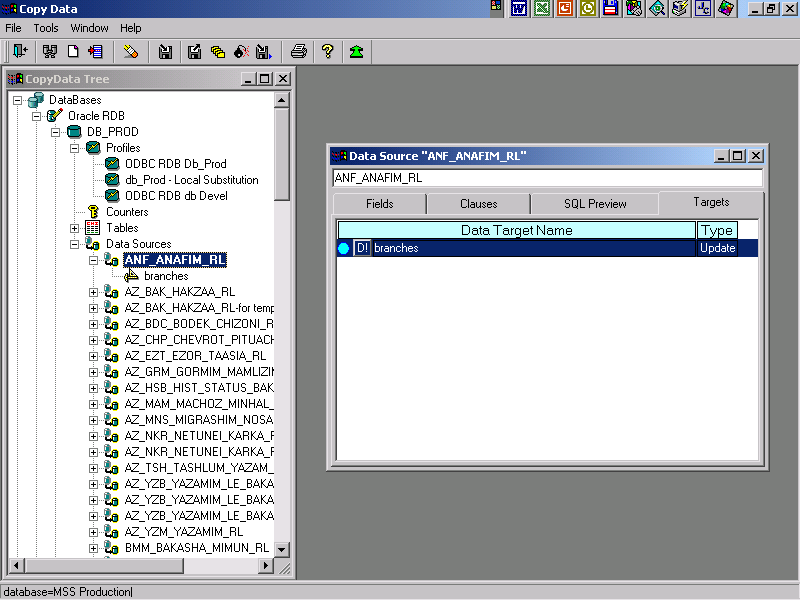 Copy Data
File Tools Window Help
CopyData Tree
DataBases
Oracle RDB
DB_PROD
Profiles
ODBC RDB Db_Prod
db_Prod - Local Substitution
ODBC RDB db Devel
Counters
Tables
Data Sources
ANF_ANAFIM_RL
branches
AZ_BAK_HAKZAA_RL
AZ_BAK_HAKZAA_RL-for temp
AZ_BDC_BODEK_CHIZONI_R
AZ_CHP_CHEVROT_PITUACH
AZ_EZT_EZOR_TAASIA_RL
AZ_GRM_GORMIM_MAMLIZIM
AZ_HSB_HIST_STATUS_BAK
AZ_MAM_MACHOZ_MINHAL_
AZ_MNS_MIGRASHIM_NOSA
AZ_NKR_NETUNEI_KARKA_F
AZ_NKR_NETUNEI_KARKA_F
AZ_TSH_TASHLUM_YAZAM_
AZ_YZB_YAZAMIM_LE_BAKA
AZ_YZB_YAZAMIM_LE_BAKA
AZ_YZB_YAZAMIM_LE_BAKA
AZ_YZM_YAZAMIM_RL
BMM_BAKASHA_MIMUN_RL
Data Source "ANF_ANAFIM_RL"
ANF_ANAFIM_RL
Fields Clauses SQL Preview Targets
Data Target Name Type
D! branches Update
database=MSS Production